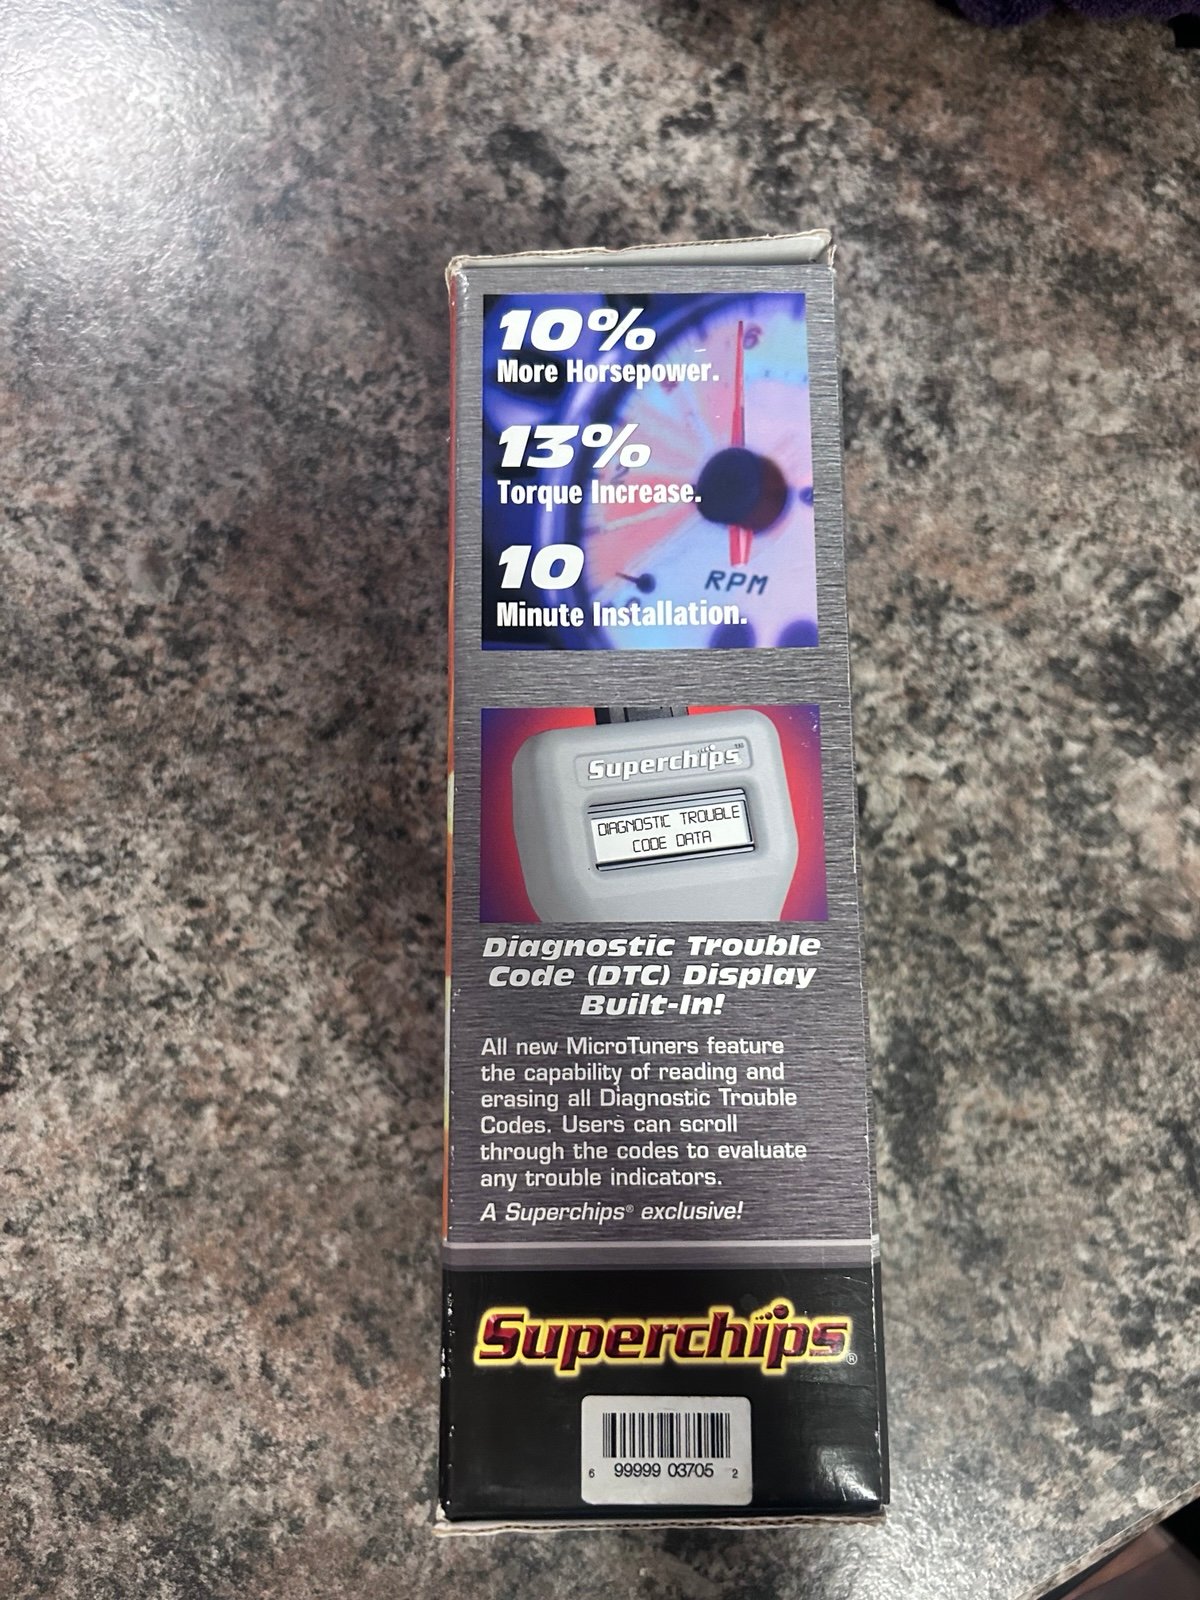 10%
More Horsepower.
13%
Torque Increase.
10
Minute Installation.
6
RPM
Superchips™
DIAGNOSTIC TROUBLE
CODE DATA
Diagnostic Trouble
Code (DTC) Display
Built-In!
All new MicroTuners feature
the capability of reading and
erasing all Diagnostic Trouble
Codes. Users can scroll
through the codes to evaluate
any trouble indicators.
A Superchips® exclusive!
Superchips®
6 99999 03705 2